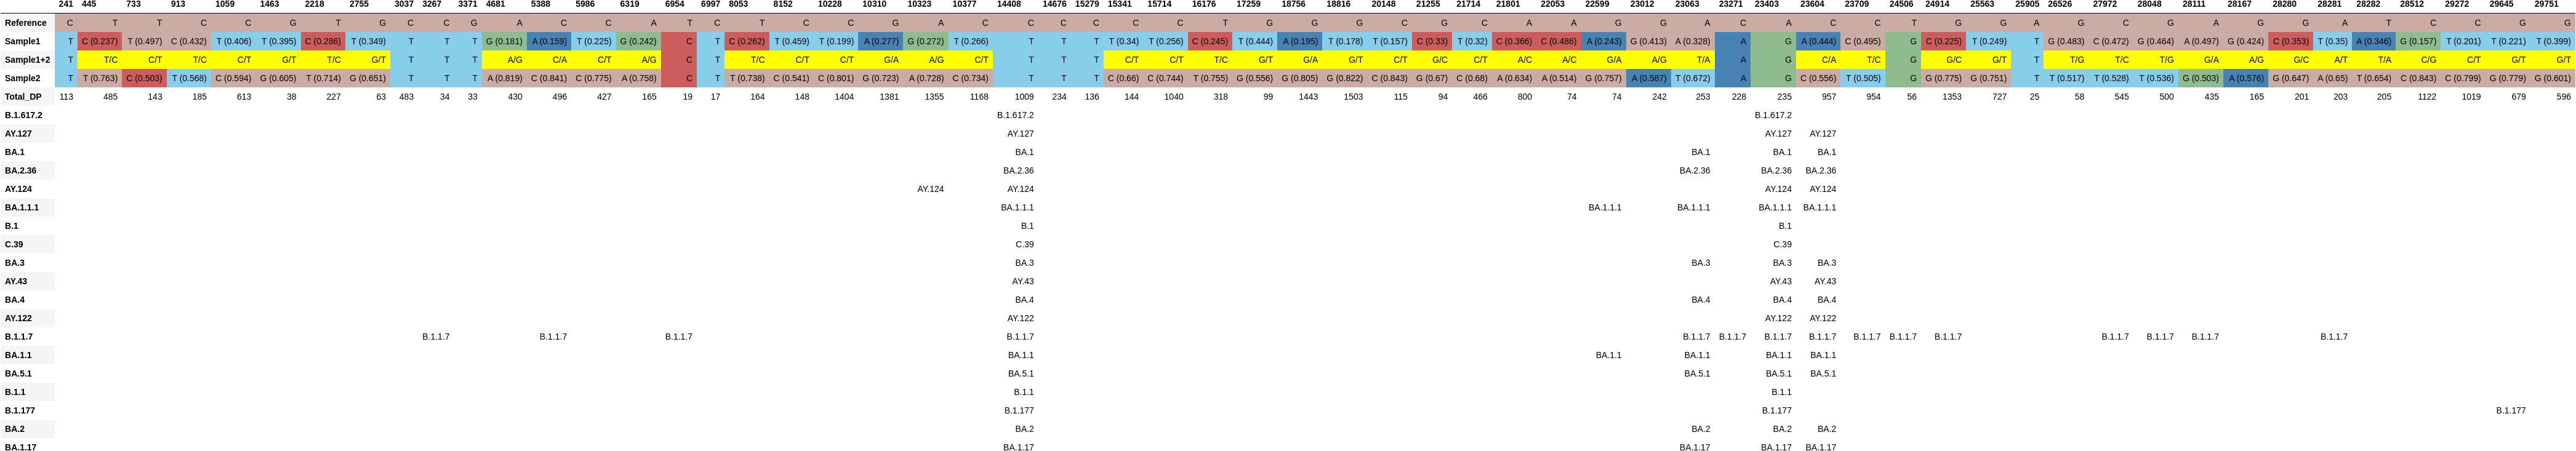 241 445 733 913 1059 1463 2218 2755 3037 3267 3371 4681 5388 5986 6319 6954 6997 8053 8152 10228 10310 10323 10377 14408 14676 15279 15341 15714 16176 17259 18756 18816 20148 21255 21714 21801 22053 22599 23012 23063 23271 23403 23604 23709 24506 24914 25563 25905 26526 27972 28048 28111 28167 28280 28281 28282 28512 29272 29645 29751
Reference C T T C C G T G C T G A C C A T C T C C G A C C C C C C T G G G C G C A A G G A C A C C T G G A G C G A G G A T C C G G
Sample1 T C (0.237) T (0.497) C (0.432) T (0.406) T (0.395) C (0.286) T (0.349) T T T G (0.181) A (0.159) T (0.225) G (0.242) C T C (0.262) T (0.459) T (0.199) A (0.277) G (0.272) T (0.266) T T T T (0.34) T (0.256) C (0.245) T (0.444) A (0.195) T (0.178) T (0.157) C (0.33) T (0.32) C (0.366) C (0.486) A (0.243) G (0.413) A (0.328) A G A (0.444) C (0.495) G C (0.225) T (0.249) T G (0.483) C (0.472) G (0.464) A (0.497) G (0.424) C (0.353) T (0.35) A (0.346) G (0.157) T (0.201) T (0.221) T (0.399)
Sample1+2 T T/C C/T T/C C/T G/T T/C G/T T T T A/G C/A C/T A/G C T T/C C/T C/T G/A A/G C/T T T T C/T C/T T/C G/T G/A G/T C/T G/C C/T A/C A/C G/A A/G T/A A G C/A T/C G G/C G/T T T/G T/C T/G G/A A/G G/C A/T T/A C/G C/T G/T G/T
Sample2 T T (0.763) C (0.503) T (0.568) C (0.594) G (0.605) T (0.714) G (0.651) T T T A (0.819) C (0.841) C (0.775) A (0.758) C T T (0.738) C (0.541) C (0.801) G (0.723) A (0.728) C (0.734) T T T C (0.66) C (0.744) T (0.755) G (0.556) G (0.805) G (0.822) C (0.843) G (0.67) C (0.68) A (0.634) A (0.514) G (0.757) A (0.587) T (0.672) A G C (0.556) T (0.505) G G (0.775) G (0.751) T T (0.517) T (0.528) T (0.536) G (0.503) A (0.576) G (0.647) A (0.65) T (0.654) C (0.843) C (0.799) G (0.779) G (0.601)
Total_DP 113 485 143 185 613 38 227 63 483 34 33 430 496 427 165 19 17 164 148 1404 1381 1355 1168 1009 234 136 144 1040 318 99 1443 1503 115 94 466 800 74 74 242 253 228 235 957 954 56 1353 727 25 58 545 500 435 165 201 203 205 1122 1019 679 596
B.1.617.2 B.1.617.2 B.1.617.2
AY.127 AY.127 AY.127 AY.127
BA.1 BA.1 BA.1 BA.1 BA.1
BA.2.36 BA.2.36 BA.2.36 BA.2.36 BA.2.36
AY.124 AY.124 AY.124 AY.124 AY.124
BA.1.1.1 BA.1.1.1 BA.1.1.1 BA.1.1.1 BA.1.1.1 BA.1.1.1
B.1 B.1 B.1
C.39 C.39 C.39
BA.3 BA.3 BA.3 BA.3 BA.3
AY.43 AY.43 AY.43 AY.43
BA.4 BA.4 BA.4 BA.4 BA.4
AY.122 AY.122 AY.122 AY.122
B.1.1.7 B.1.1.7 B.1.1.7 B.1.1.7 B.1.1.7 B.1.1.7 B.1.1.7 B.1.1.7 B.1.1.7 B.1.1.7 B.1.1.7 B.1.1.7 B.1.1.7 B.1.1.7 B.1.1.7 B.1.1.7
BA.1.1 BA.1.1 BA.1.1 BA.1.1 BA.1.1 BA.1.1
BA.5.1 BA.5.1 BA.5.1 BA.5.1 BA.5.1
B.1.1 B.1.1 B.1.1
B.1.177 B.1.177 B.1.177 B.1.177
BA.2 BA.2 BA.2 BA.2 BA.2
BA.1.17 BA.1.17 BA.1.17 BA.1.17 BA.1.17